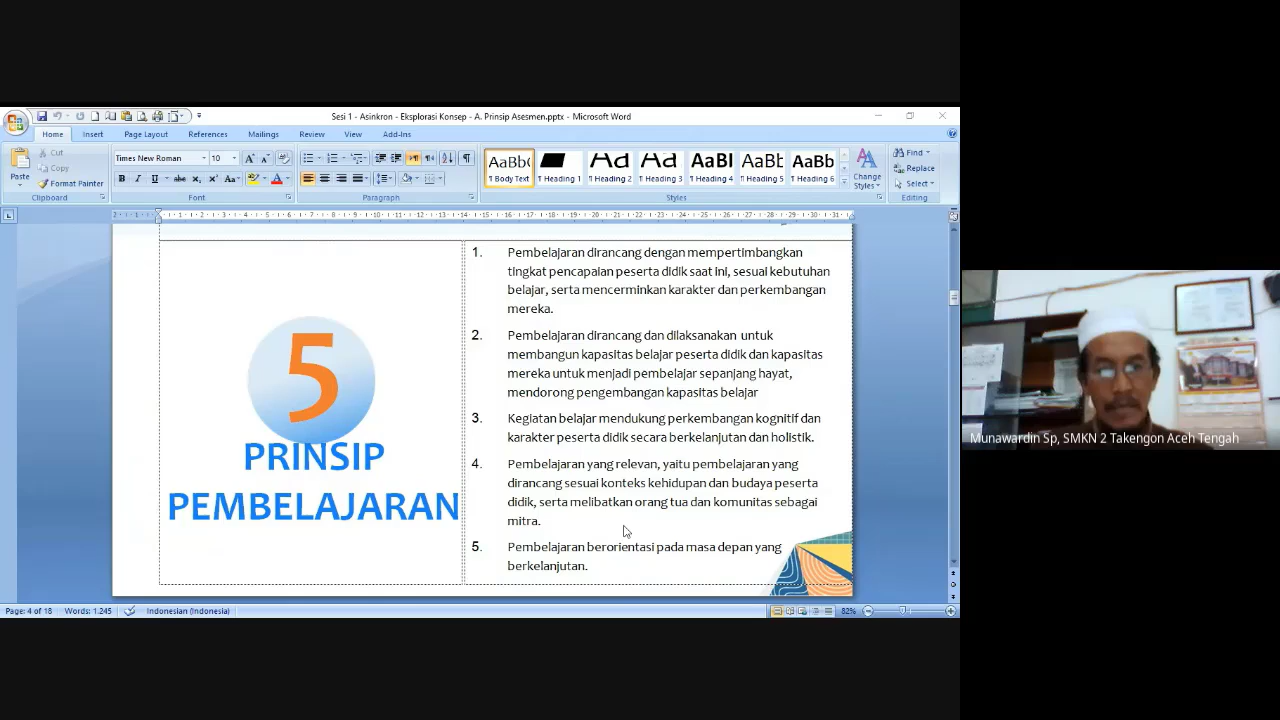 Sesi 1 - Asinkron - Eksplorasi Konsep - A. Prinsip Asesmen.pptx - Microsoft Word
Home Insert Page Layout References Mailings Review View Add-Ins
Paste
Cut
Copy
Format Painter
Clipboard
Times New Roman 10
Font
Paragraph
AaBb( AaBbC AaBbC
¶ Body Text ¶ Heading 1 ¶ Heading 2 ¶ Heading 3 ¶ Heading 4 ¶ Heading 5 ¶ Heading 6
Change Styles
Styles
Find
Replace
Select
Editing
5
PRINSIP
PEMBELAJARAN
1. Pembelajaran dirancang dengan mempertimbangkan
tingkat pencapaian peserta didik saat ini, sesuai kebutuhan
belajar, serta mencerminkan karakter dan perkembangan
mereka.
2. Pembelajaran dirancang dan dilaksanakan untuk
membangun kapasitas belajar peserta didik dan kapasitas
mereka untuk menjadi pembelajar sepanjang hayat,
mendorong pengembangan kapasitas belajar
3. Kegiatan belajar mendukung perkembangan kognitif dan
karakter peserta didik secara berkelanjutan dan holistik.
4. Pembelajaran yang relevan, yaitu pembelajaran yang
dirancang sesuai konteks kehidupan dan budaya peserta
didik, serta melibatkan orang tua dan komunitas sebagai
mitra.
5. Pembelajaran berorientasi pada masa depan yang
berkelanjutan.
Page: 4 of 18 Words: 1.245 Indonesian (Indonesia) 82%
Munawardin Sp, SMKN 2 Takengon Aceh Tengah